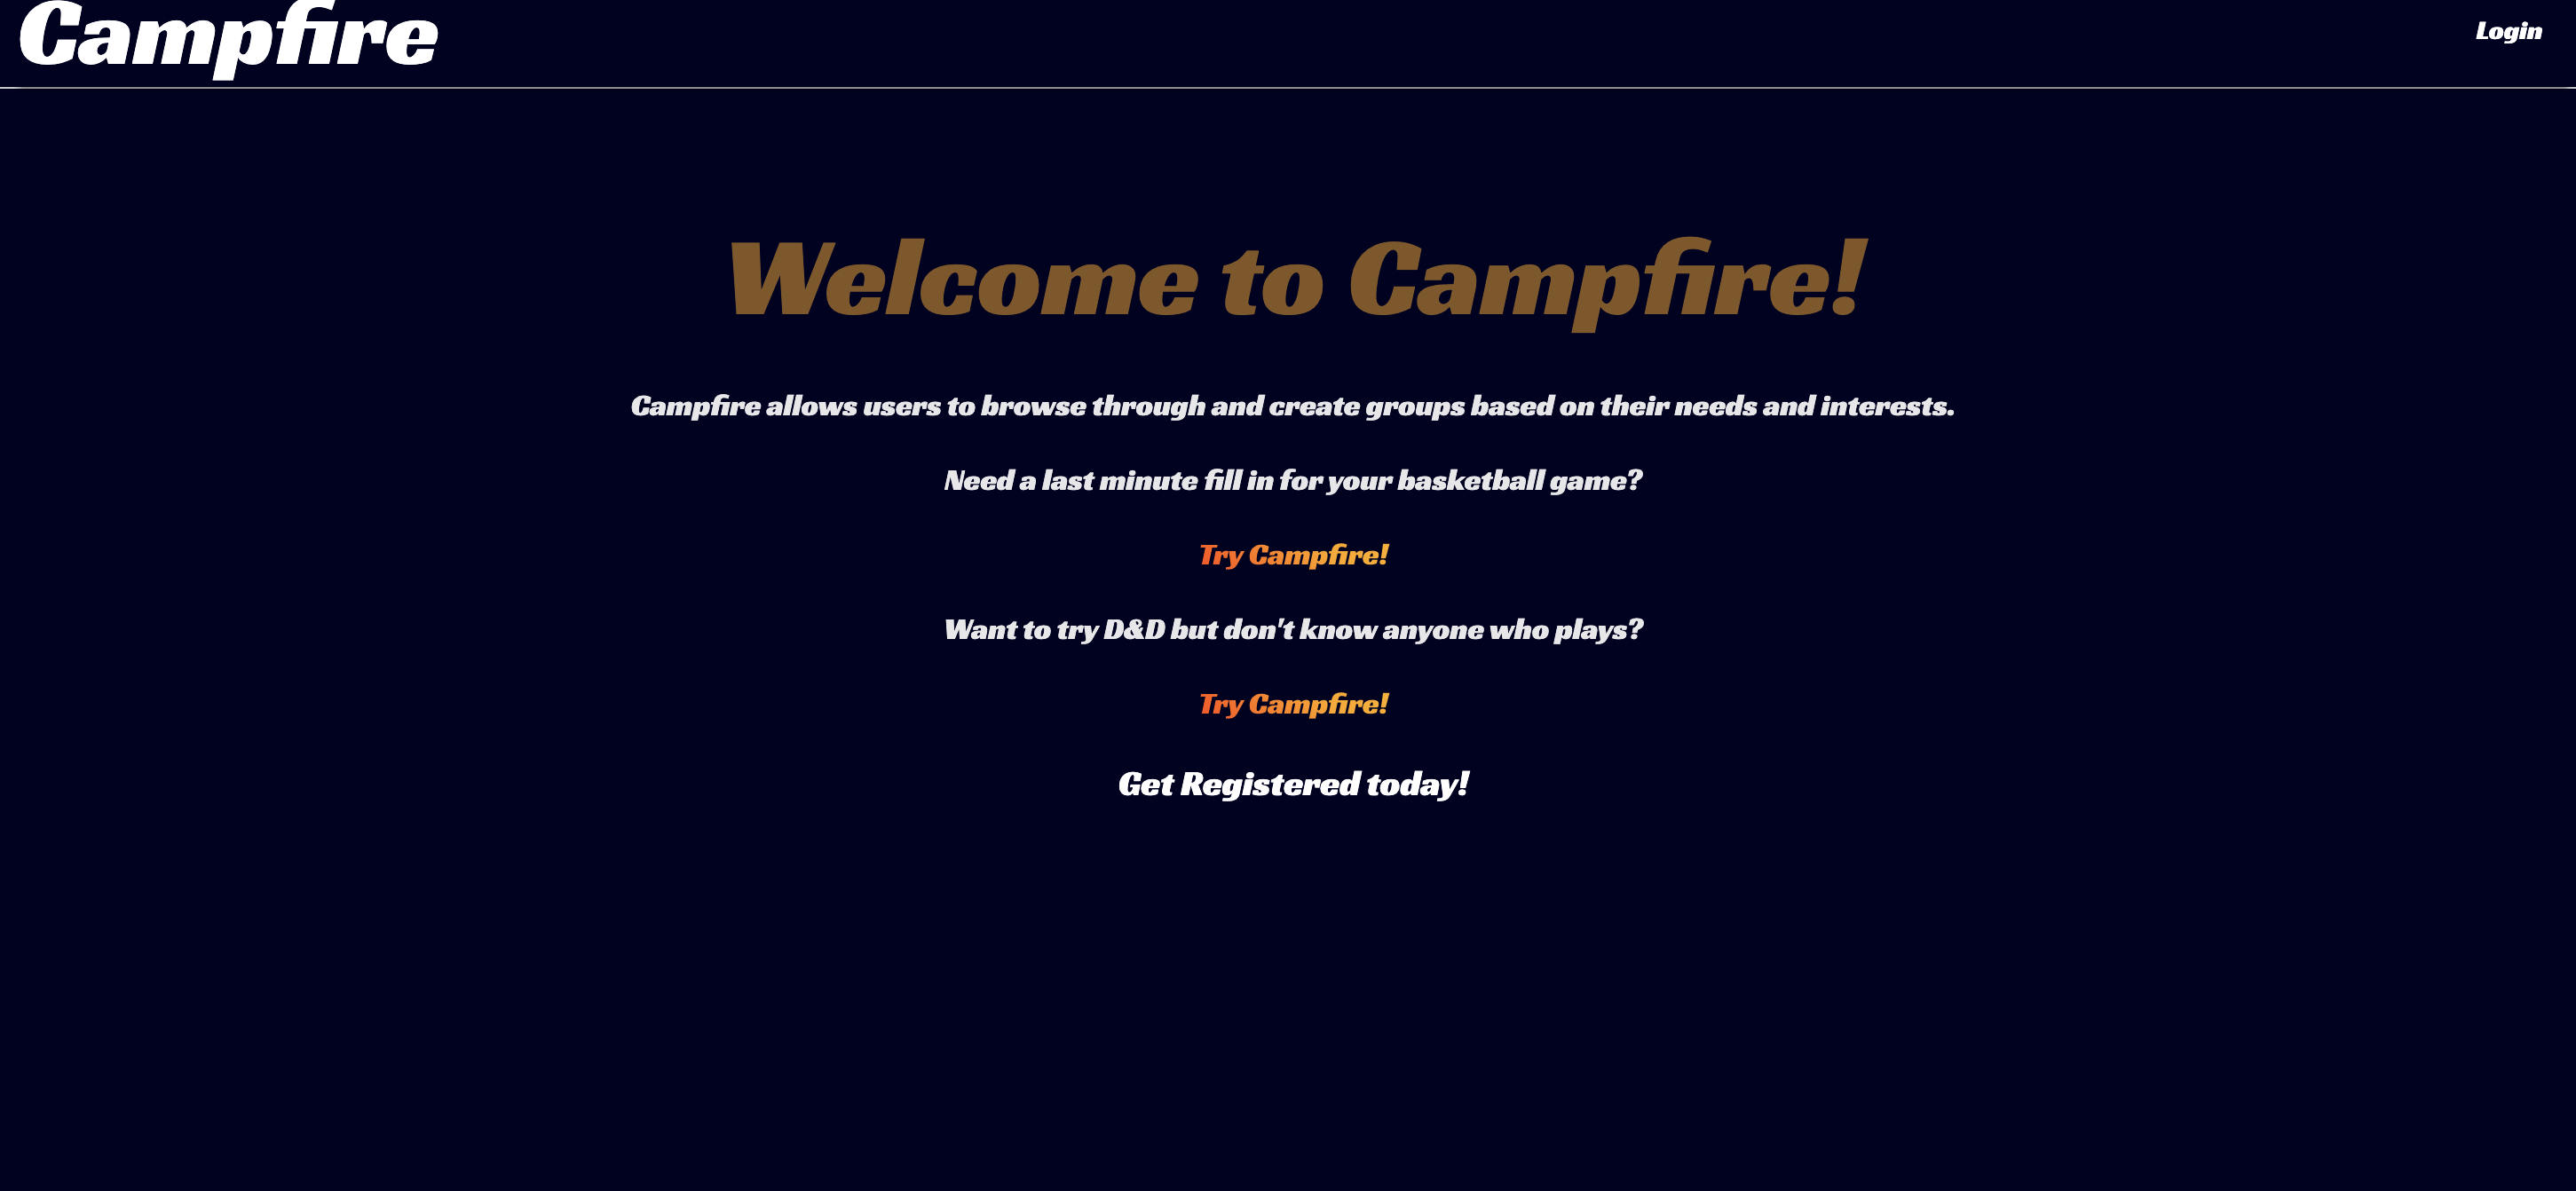 Campfire
Login
Welcome to Campfire!
Campfire allows users to browse through and create groups based on their needs and interests.
Need a last minute fill in for your basketball game?
Try Campfire!
Want to try D&D but don't know anyone who plays?
Try Campfire!
Get Registered today!